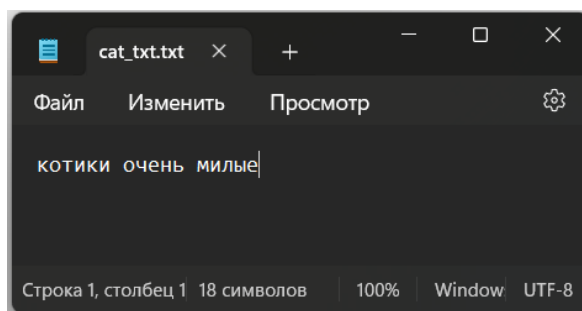 cat_txt.txt
Файл Изменить Просмотр
котики очень милые
Строка 1, столбец 1 18 символов 100% Window UTF-8